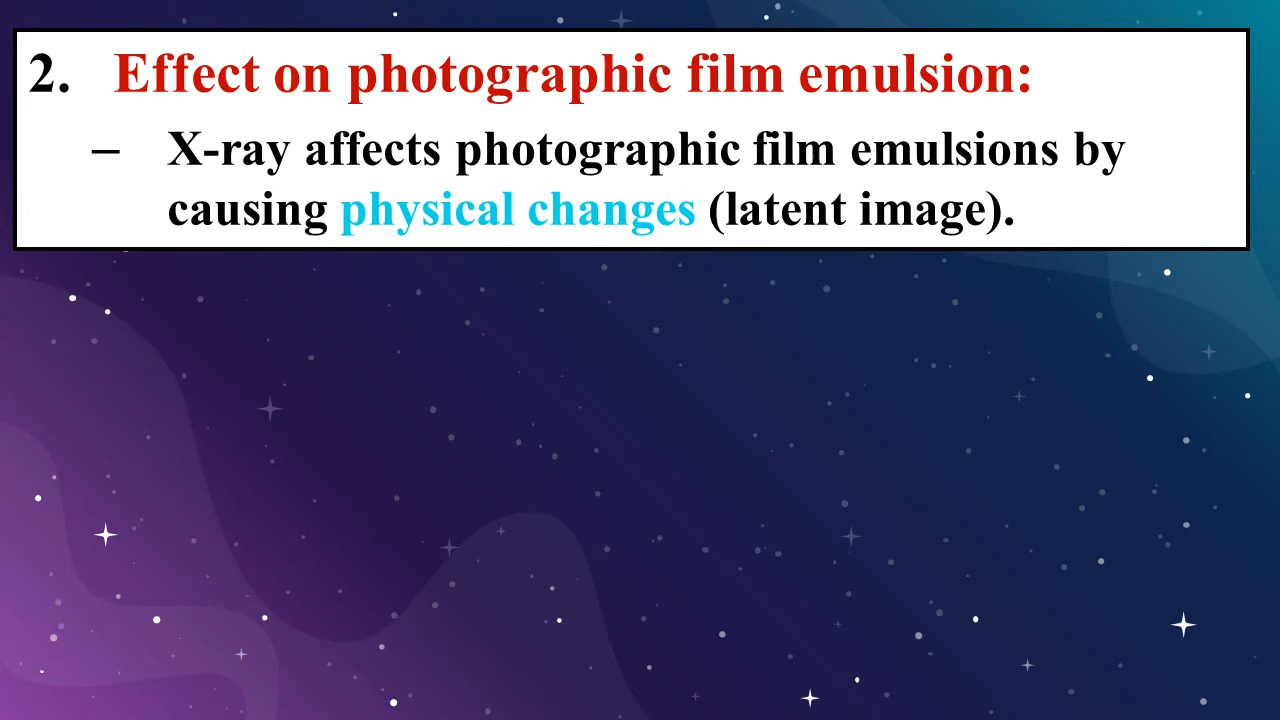 2. Effect on photographic film emulsion:
– X-ray affects photographic film emulsions by
causing physical changes (latent image).